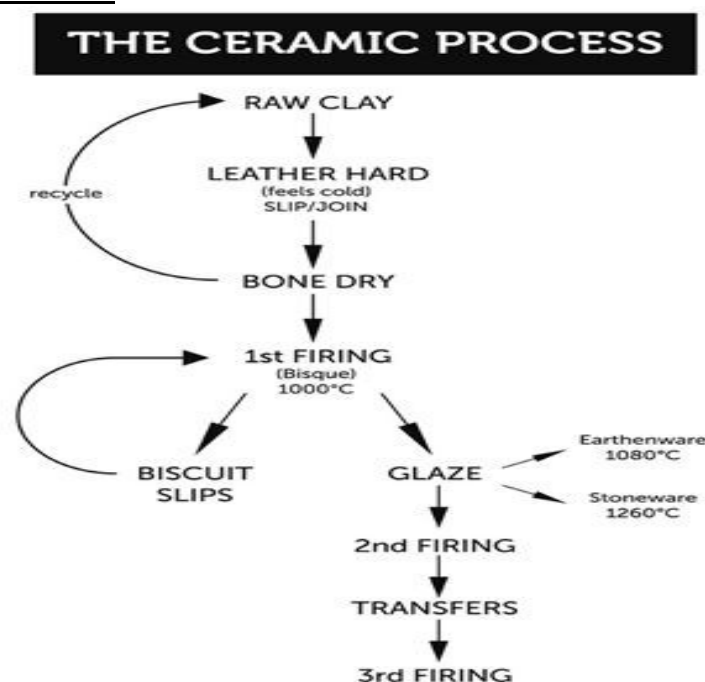 THE CERAMIC PROCESS
RAW CLAY
LEATHER HARD
(feels cold)
SLIP/JOIN
recycle
BONE DRY
1st FIRING
(Bisque)
1000°C
BISCUIT
SLIPS
GLAZE
Earthenware
1080°C
Stoneware
1260°C
2nd FIRING
TRANSFERS
3rd FIRING